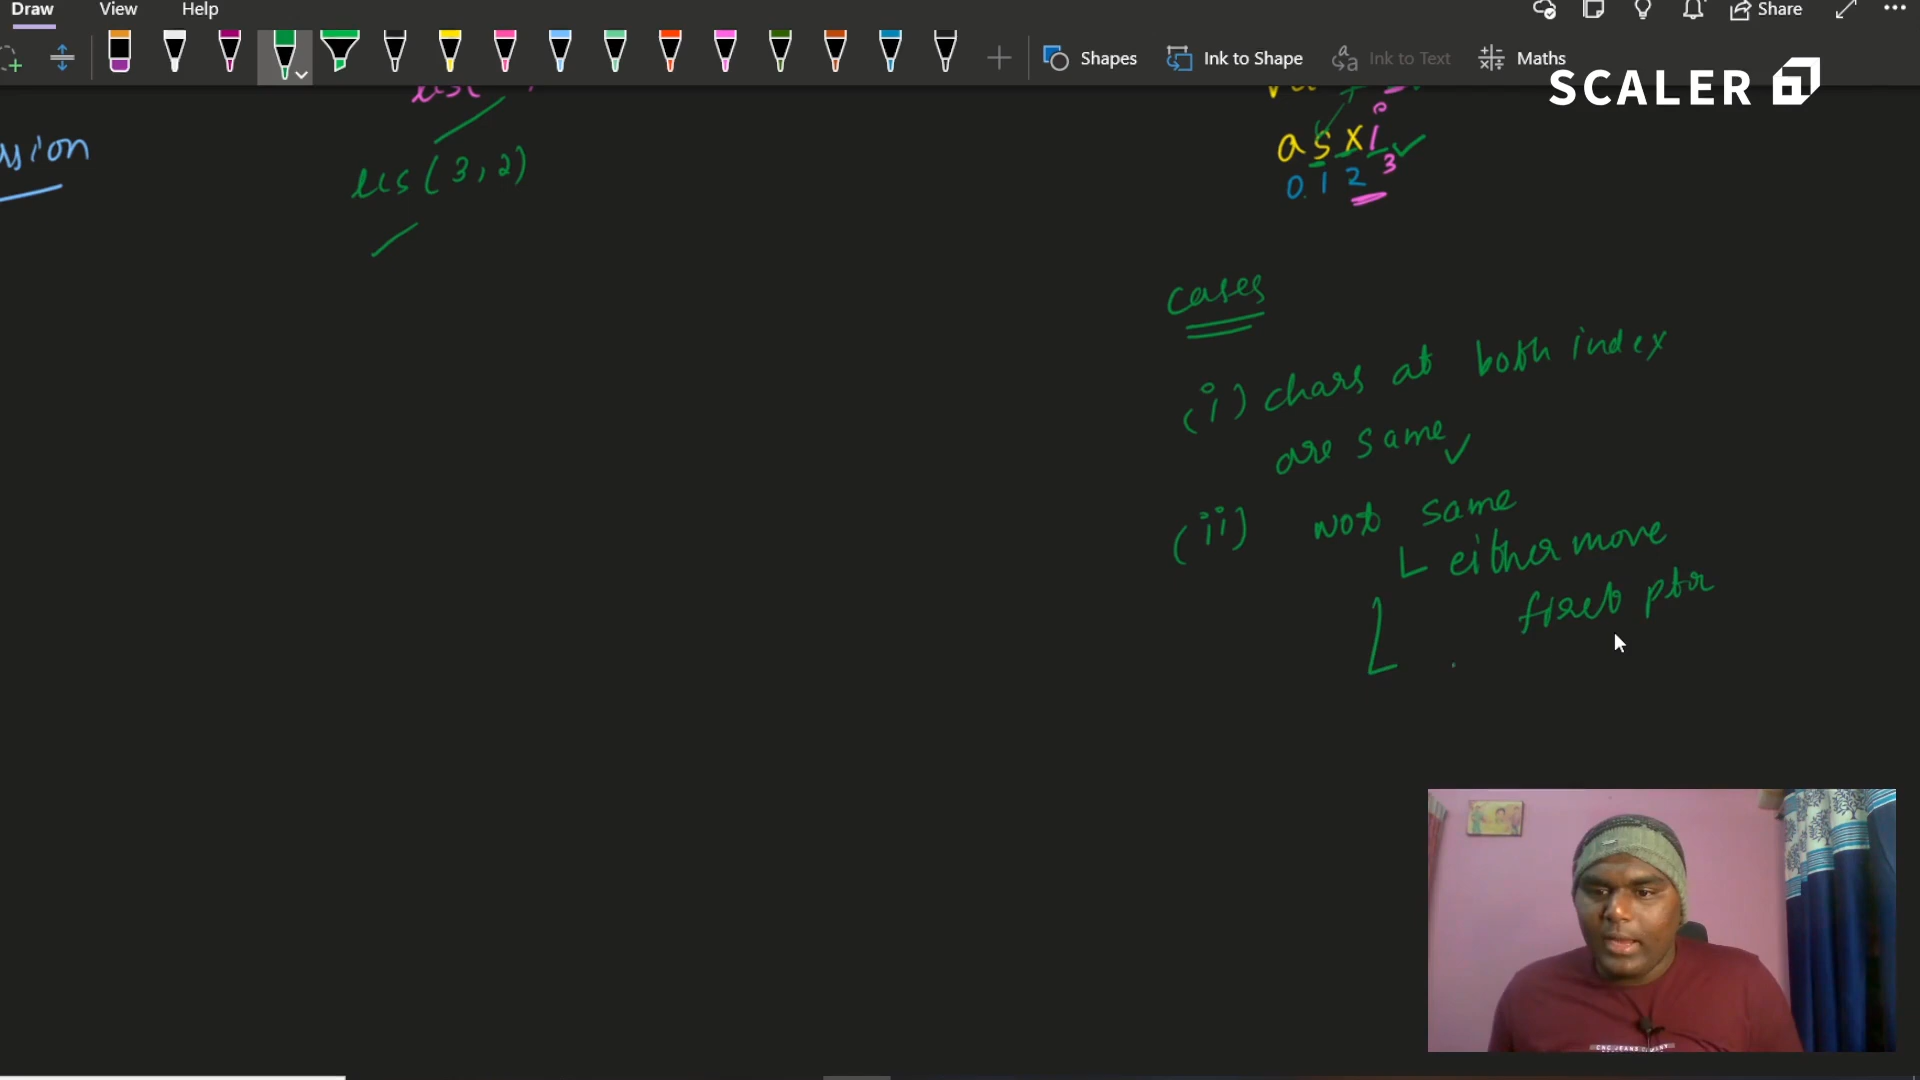 Draw View Help Share
Shapes Ink to Shape Ink to Text Maths
SCALER
lcs(3,2)
a s x 1
0. 1 2 3
cases
(i) chars at both index
are same
(ii) not same
either move
first ptr